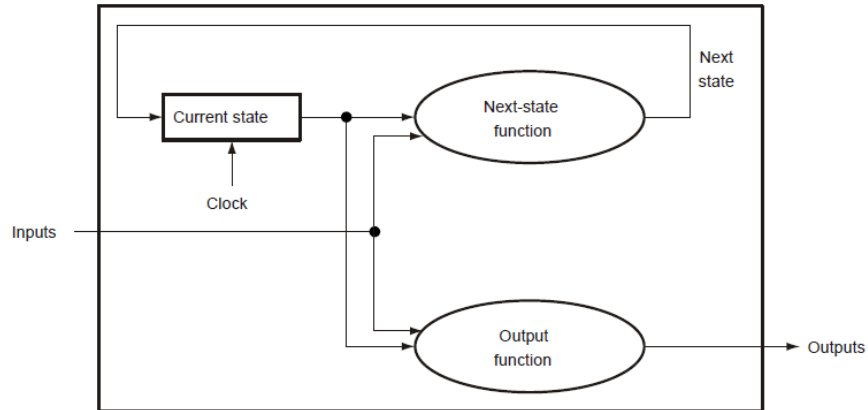 Next
state
Current state
Next-state
function
Clock
Inputs
Output
function
Outputs